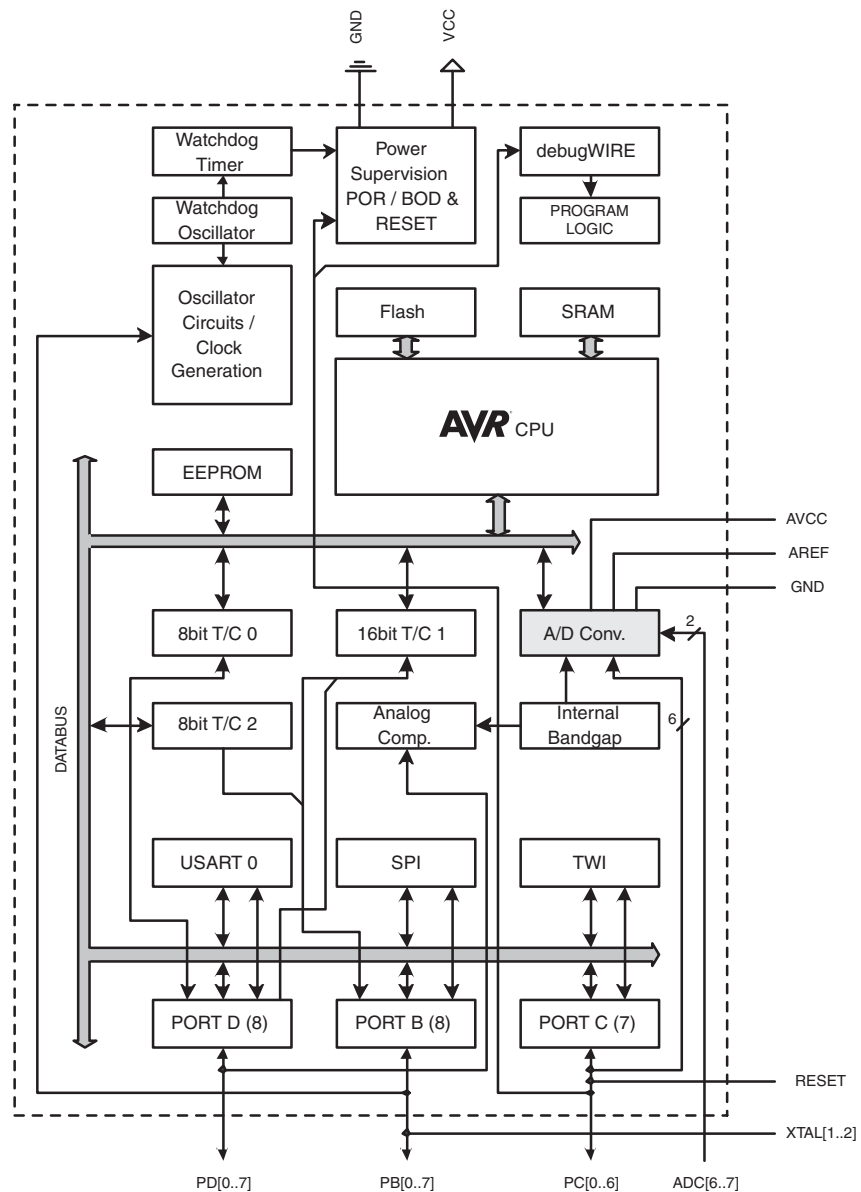 GND
VCC
Watchdog
Timer
Power
Supervision
POR / BOD &
RESET
debugWIRE
Watchdog
Oscillator
PROGRAM
LOGIC
Oscillator
Circuits /
Clock
Generation
Flash
SRAM
AVR CPU
EEPROM
AVCC
AREF
GND
8bit T/C 0
16bit T/C 1
A/D Conv.
2
DATABUS
8bit T/C 2
Analog
Comp.
Internal
Bandgap
6
USART 0
SPI
TWI
PORT D (8)
PORT B (8)
PORT C (7)
RESET
XTAL[1..2]
PD[0..7]
PB[0..7]
PC[0..6]
ADC[6..7]